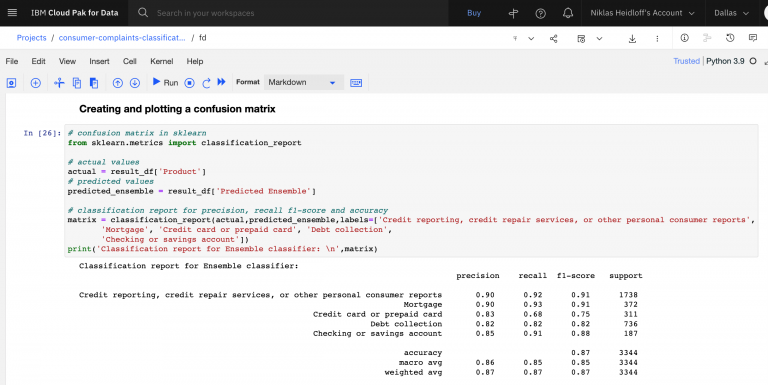 IBM Cloud Pak for Data Search in your workspaces Buy Niklas Heidloff's Account Dallas
Projects / consumer-complaints-classificat... / fd
File Edit View Insert Cell Kernel Help Trusted | Python 3.9
Run Format Markdown
Creating and plotting a confusion matrix
In [26]: # confusion matrix in sklearn
from sklearn.metrics import classification_report
# actual values
actual = result_df['Product']
# predicted values
predicted_ensemble = result_df['Predicted Ensemble']
# classification report for precision, recall f1-score and accuracy
matrix = classification_report(actual,predicted_ensemble,labels=['Credit reporting, credit repair services, or other personal consumer reports',
'Mortgage', 'Credit card or prepaid card', 'Debt collection',
'Checking or savings account'])
print('Classification report for Ensemble classifier: \n',matrix)
Classification report for Ensemble classifier:
precision recall f1-score support
Credit reporting, credit repair services, or other personal consumer reports 0.90 0.92 0.91 1738
Mortgage 0.90 0.93 0.91 372
Credit card or prepaid card 0.83 0.68 0.75 311
Debt collection 0.82 0.82 0.82 736
Checking or savings account 0.85 0.91 0.88 187
accuracy 0.87 3344
macro avg 0.86 0.85 0.85 3344
weighted avg 0.87 0.87 0.87 3344